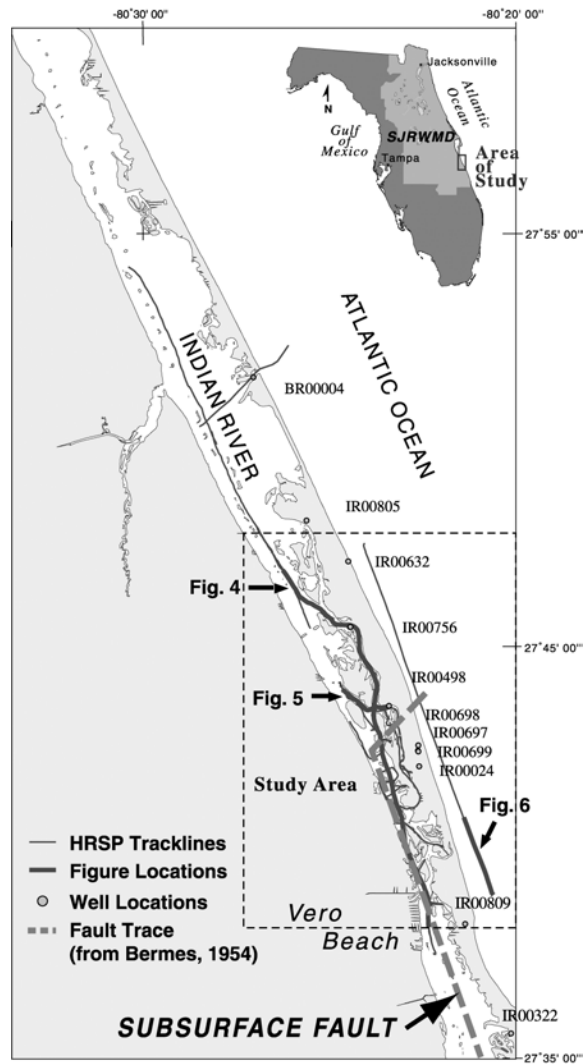 -80°30' 00"
-80°20' 00"
Jacksonville
Atlantic
Ocean
N
Gulf
of
Mexico
SJRWMD
Tampa
Area
of
Study
27°55' 00"
ATLANTIC OCEAN
INDIAN RIVER
BR00004
IR00805
IR00632
Fig. 4
IR00756
27°45' 00"
IR00498
Fig. 5
IR00698
IR00697
IR00699
IR00024
Study Area
Fig. 6
HRSP Tracklines
Figure Locations
Well Locations
Fault Trace
(from Bermes, 1954)
IR00809
Vero
Beach
SUBSURFACE FAULT
IR00322
27°35' 00"